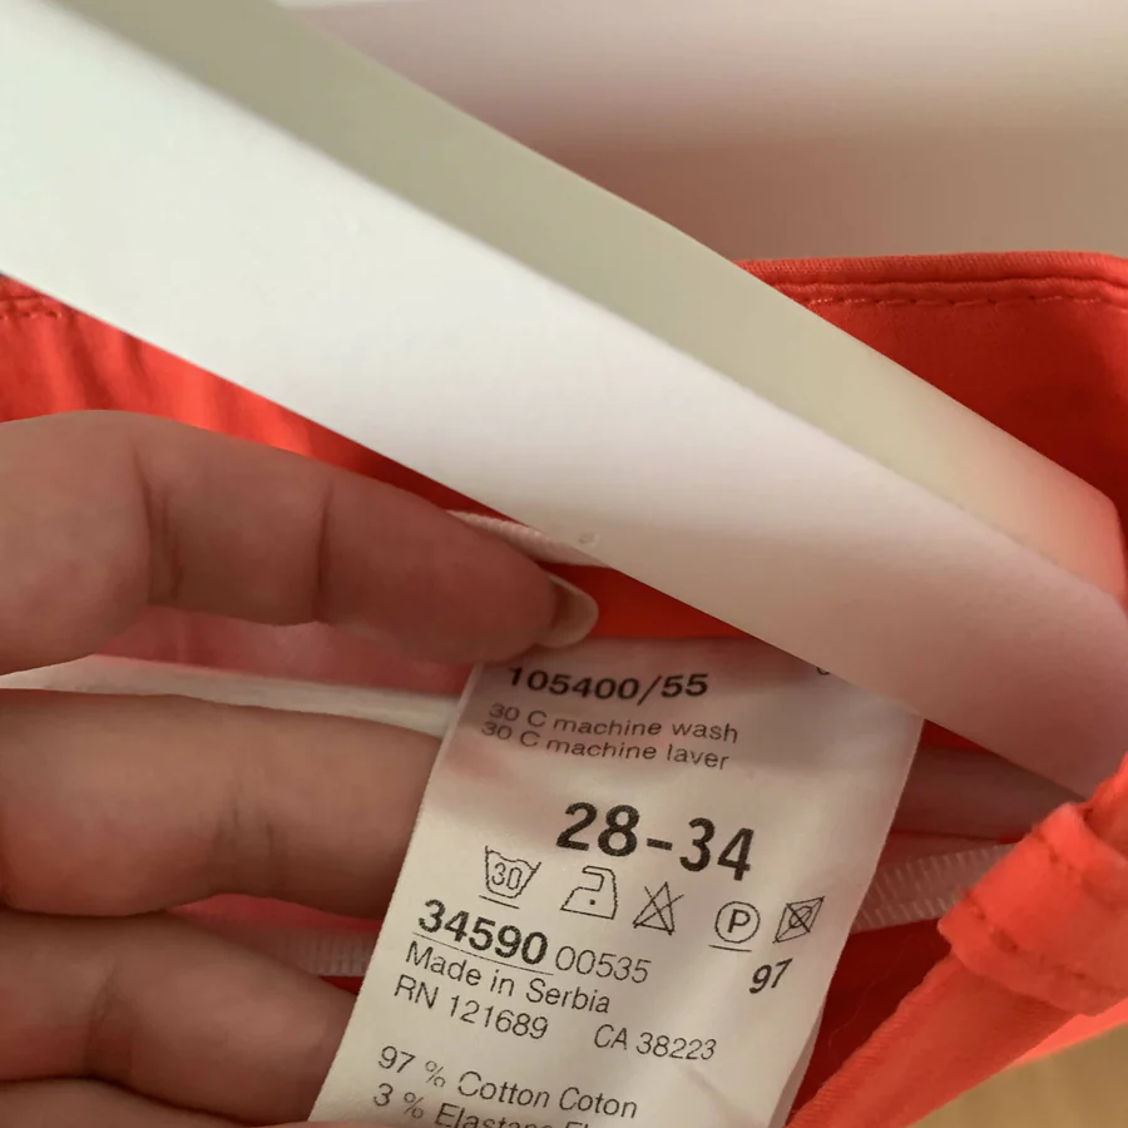 105400/55
30 C machine wash
30 C machine laver
28-34
30 P
34590 00535
97
Made in Serbia
RN 121689 CA 38223
97 % Cotton Coton
3 %